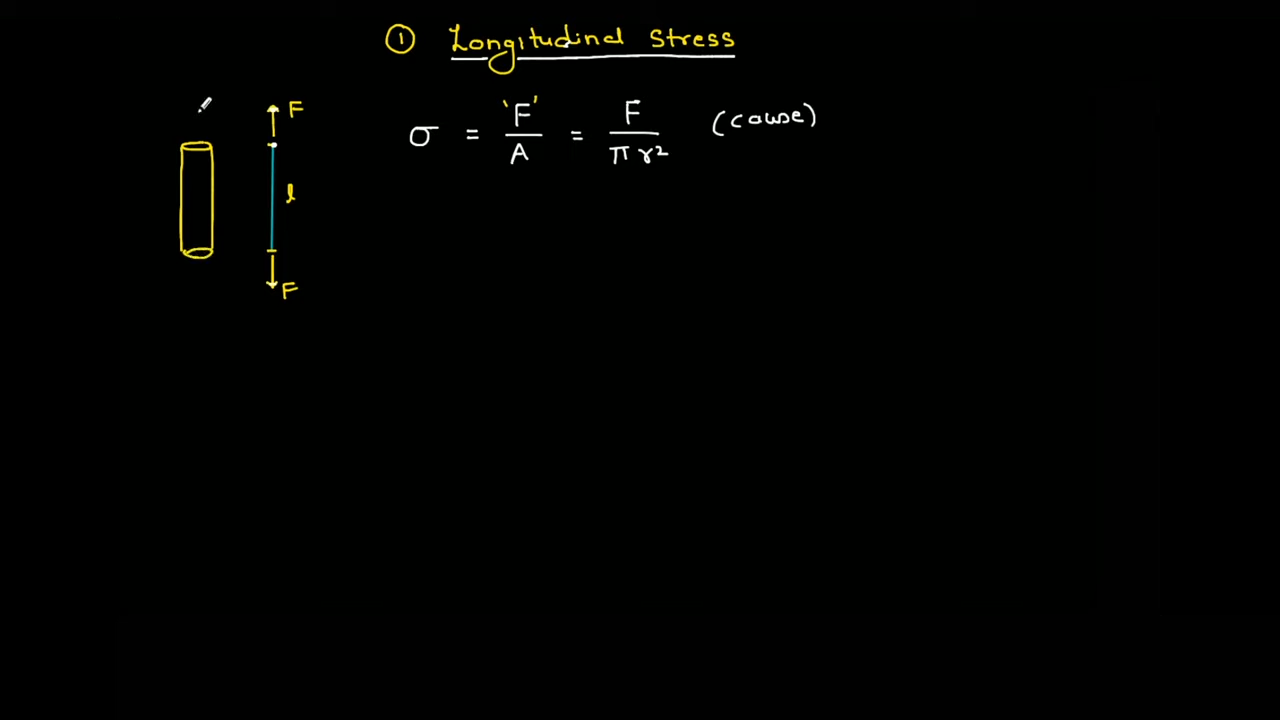 ① Longitudinal Stress
F
σ = 'F'/A = F/πr² (cause)
l
F